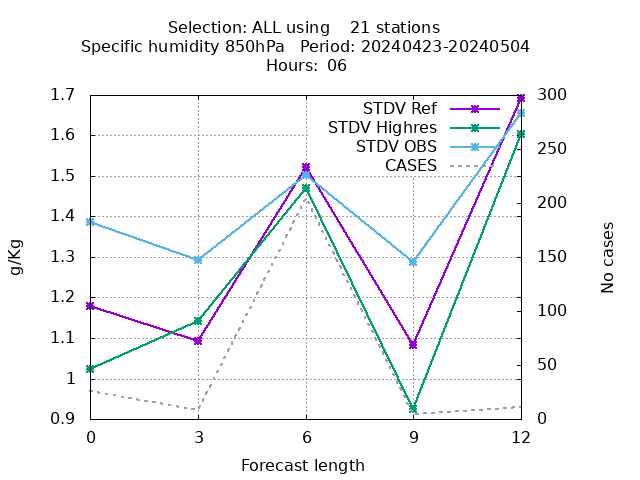 Selection: ALL using    21 stations
Specific humidity 850hPa   Period: 20240423-20240504
Hours: 06
1.7
1.6
1.5
1.4
1.3
1.2
1.1
1
0.9
g/Kg
STDV Ref
STDV Highres
STDV OBS
CASES
300
250
200
150
100
50
0
No cases
0 3 6 9 12
Forecast length